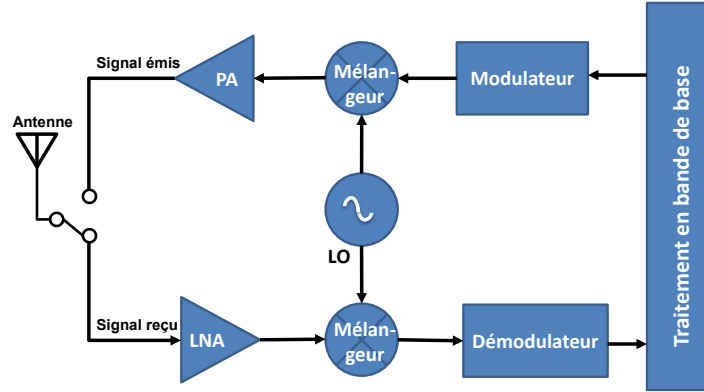 Signal émis
PA
Mélan-
geur
Modulateur
Traitement en bande de base
Antenne
LO
Signal reçu
LNA
Mélan-
geur
Démodulateur